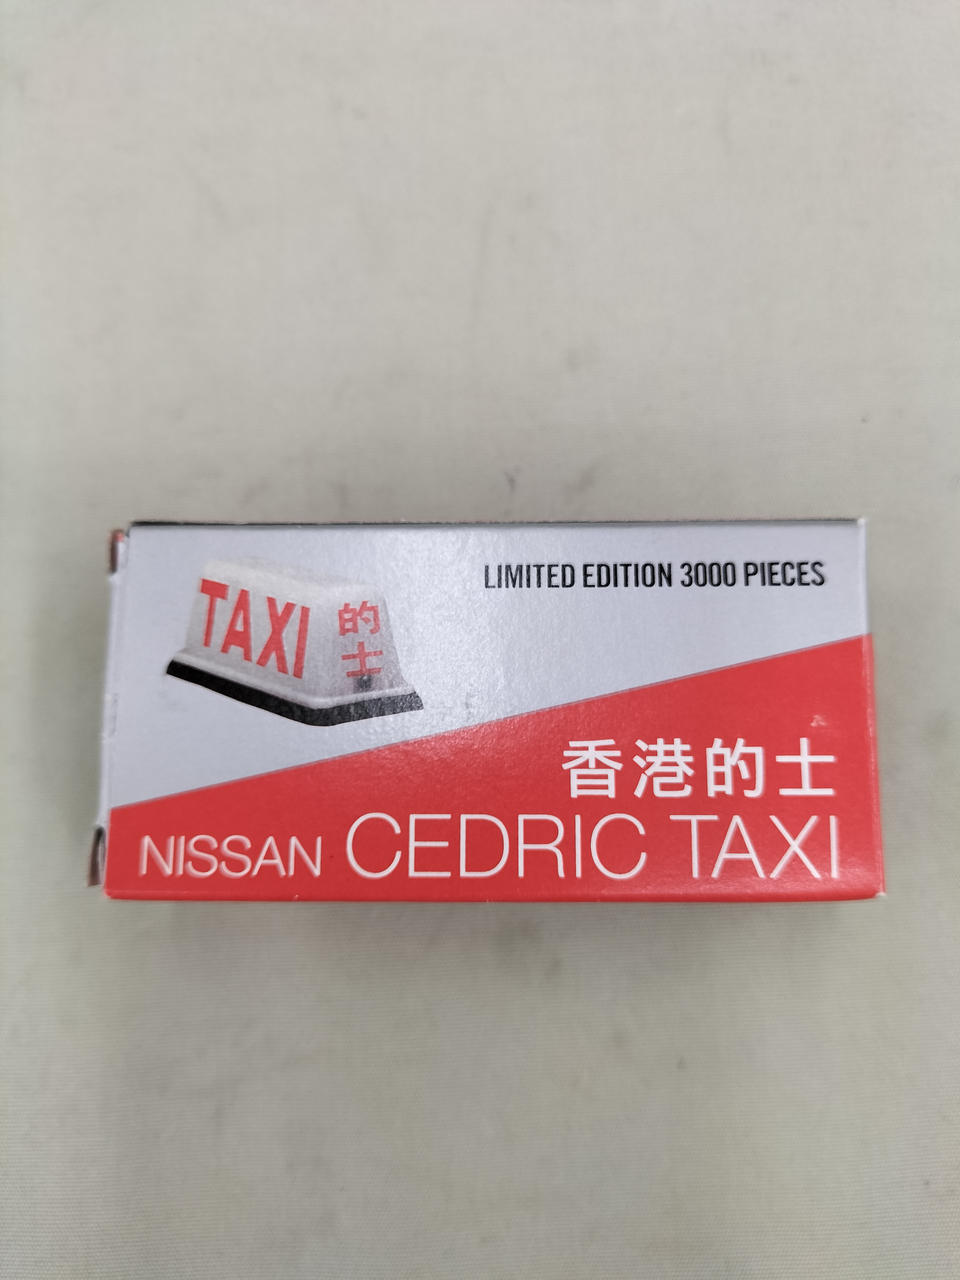 LIMITED EDITION 3000 PIECES
TAXI
的
士
香港的士
NISSAN CEDRIC TAXI